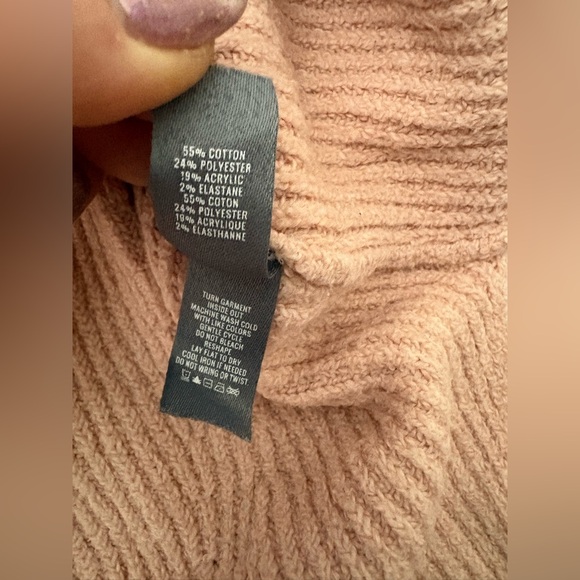 55% COTTON
24% POLYESTER
19% ACRYLIC
2% ELASTANE
55% COTON
24% POLYESTER
19% ACRYLIQUE
2% ELASTHANNE
TURN GARMENT
INSIDE OUT
MACHINE WASH COLD
WITH LIKE COLORS
GENTLE CYCLE
DO NOT BLEACH
RESHAPE
LAY FLAT TO DRY
COOL IRON IF NEEDED
DO NOT WRING OR TWIST